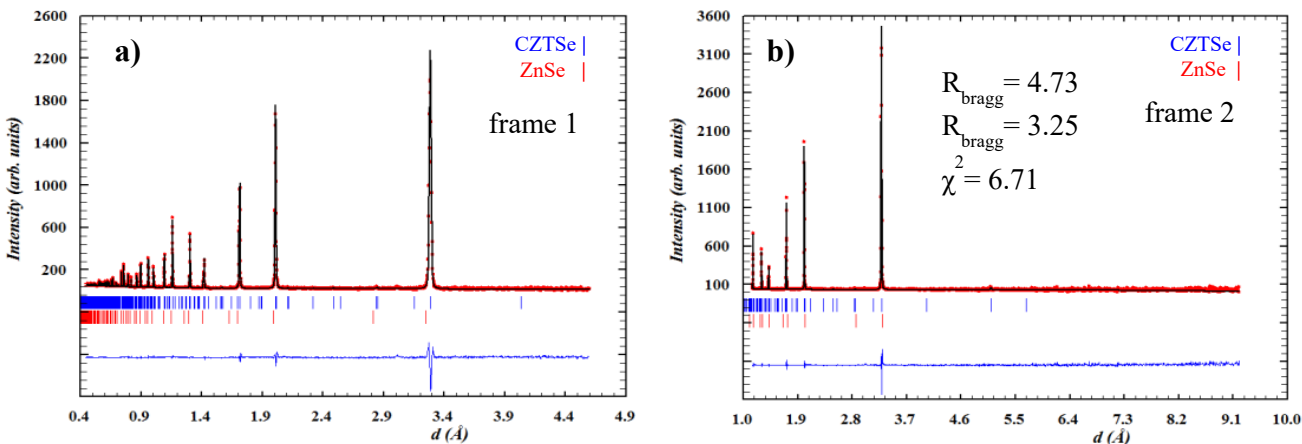 a)
CZTSe |
ZnSe |
frame 1
Intensity (arb. units)
2600
2200
1800
1400
1000
600
200
0.4 0.9 1.4 1.9 2.4 2.9 3.4 3.9 4.4 4.9
d (Å)
b)
CZTSe |
ZnSe |
R_bragg = 4.73
R_bragg = 3.25
χ² = 6.71
frame 2
Intensity (arb. units)
3600
3100
2600
2100
1600
1100
600
100
1.0 1.9 2.8 3.7 4.6 5.5 6.4 7.3 8.2 9.1 10.0
d (Å)